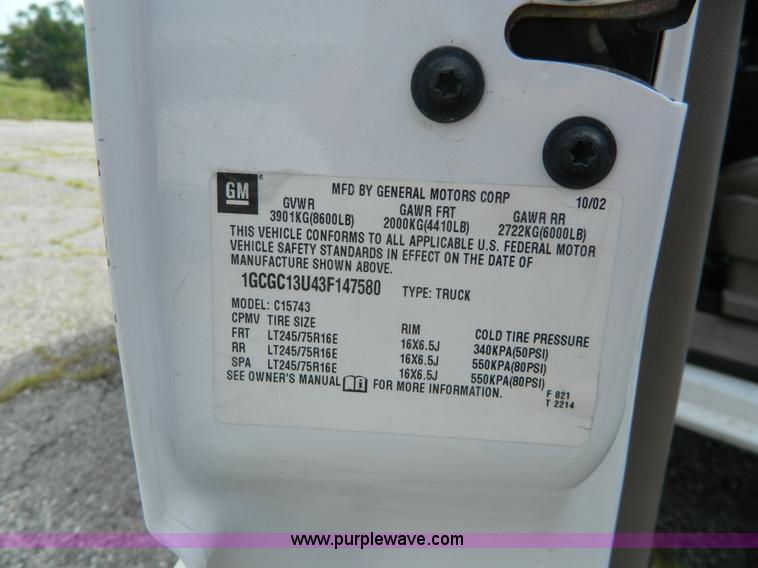 GM MFD BY GENERAL MOTORS CORP 10/02
GVWR GAWR FRT GAWR RR
3901KG(8600LB) 2000KG(4410LB) 2722KG(6000LB)
THIS VEHICLE CONFORMS TO ALL APPLICABLE U.S. FEDERAL MOTOR
VEHICLE SAFETY STANDARDS IN EFFECT ON THE DATE OF
MANUFACTURE SHOWN ABOVE.
1GCGC13U43F147580 TYPE: TRUCK
MODEL: C15743
CPMV TIRE SIZE RIM COLD TIRE PRESSURE
FRT LT245/75R16E 16X6.5J 340KPA(50PSI)
RR LT245/75R16E 16X6.5J 550KPA(80PSI)
SPA LT245/75R16E 16X6.5J 550KPA(80PSI)
SEE OWNER'S MANUAL FOR MORE INFORMATION.
F 821
T 2214
www.purplewave.com